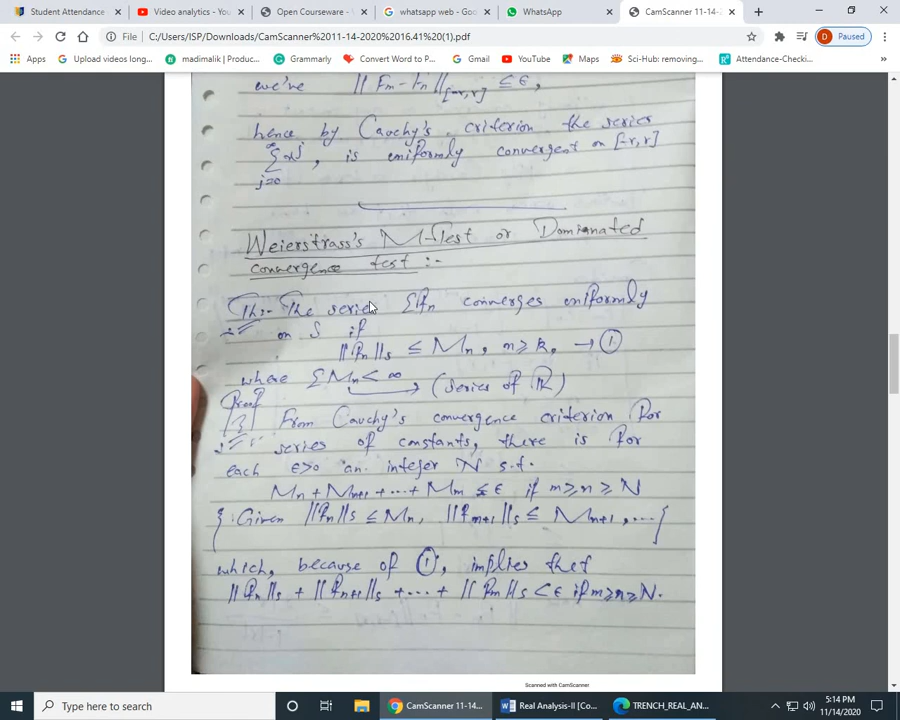 Student Attendance
Video analytics - You
Open Courseware -
whatsapp web - Goo
WhatsApp
CamScanner 11-14-2
File
C:/Users/ISP/Downloads/CamScanner%2011-14-2020%2016.41%20(1).pdf
D Paused
Apps
Upload videos long...
madimalik | Produc...
Grammarly
Convert Word to P...
Upload - long...
YouTube
Maps
Sci-Hub: removing...
Attendance-Checki...
we've ||Fm - Fn||[-r,r] ≤ ε,
hence by Cauchy's criterion the series
∞ Σ xʲ j=0, is uniformly convergent on [-r,r]
Weierstrass's M-Test or Dominated
convergence test :-
Th:- The series Σfn converges uniformly
on S if
||fn||s ≤ Mn, n ≥ k, → ①
where ΣMn < ∞ → (series of ℝ)
Proof
From Cauchy's convergence criterion for
series of constants, there is for
each ε>0 an integer N s.t.
Mn + Mn+1 + ... + Mm ≤ ε if m ≥ n ≥ N
{ ∵ Given ||fn||s ≤ Mn, ||fn+1||s ≤ Mn+1, ... }
which, because of ①, implies that
||fn||s + ||fn+1||s + ... + ||fm||s < ε if m ≥ n ≥ N.
Scanned with CamScanner
Type here to search
CamScanner 11-14-...
Real Analysis-II [Co...
TRENCH_REAL_AN...
5:14 PM
11/14/2020